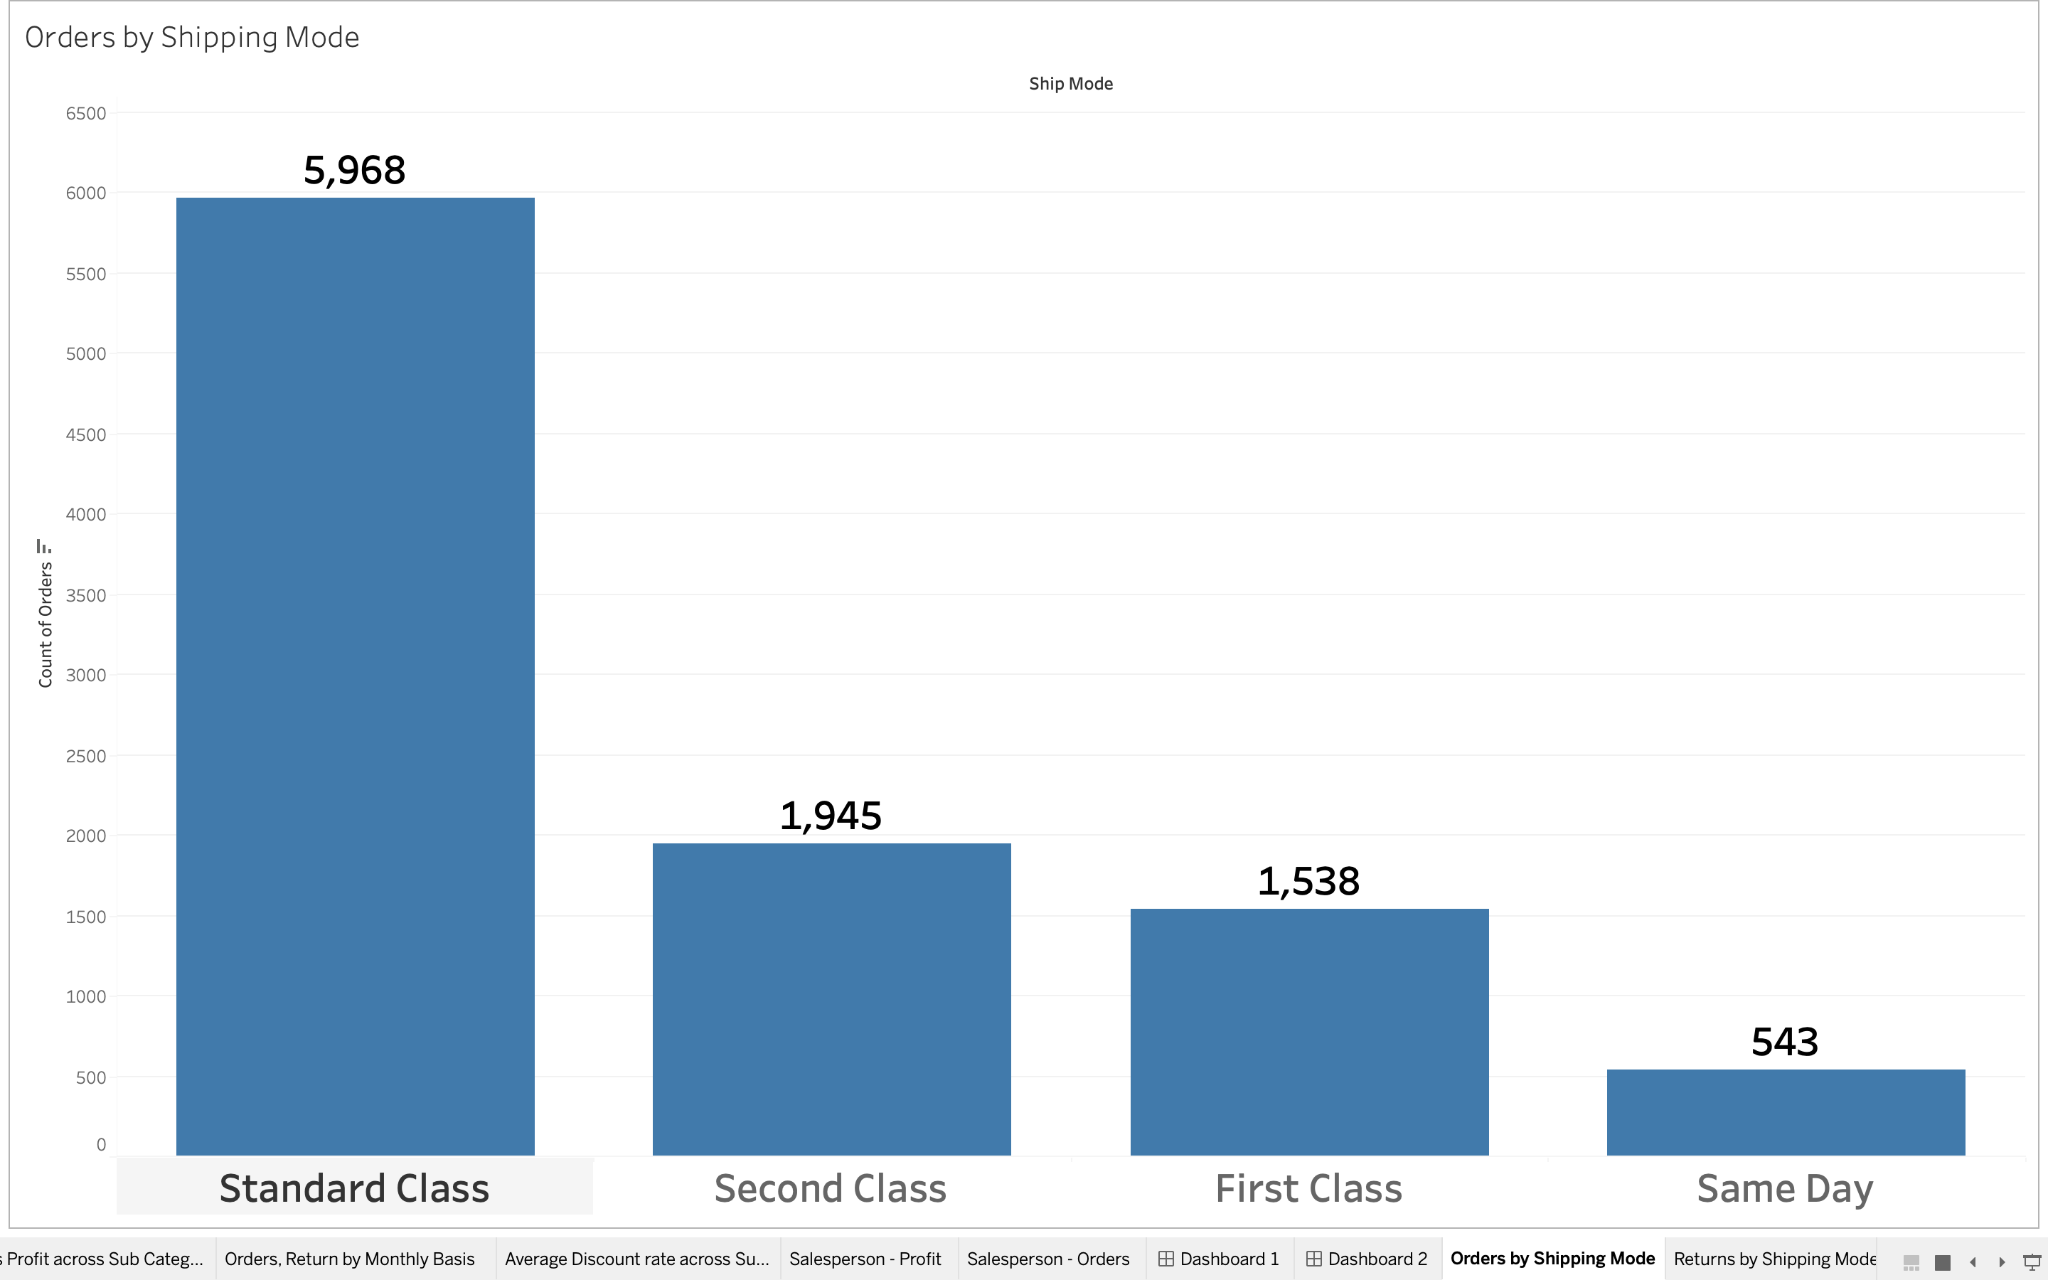 Orders by Shipping Mode
Ship Mode
6500
6000
5500
5000
4500
4000
3500
3000
2500
2000
1500
1000
500
0
Count of Orders
5,968
1,945
1,538
543
Standard Class
Second Class
First Class
Same Day
s Profit across Sub Categ...
Orders, Return by Monthly Basis
Average Discount rate across Su...
Salesperson - Profit
Salesperson - Orders
Dashboard 1
Dashboard 2
Orders by Shipping Mode
Returns by Shipping Mode